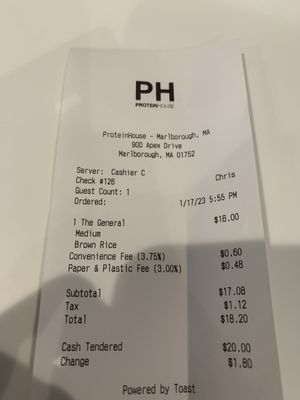 PH
PROTEINHOUSE
ProteinHouse - Marlborough, MA
90D Apex Drive
Marlborough, MA 01752
Server: Cashier C
Check #126 Chris
Guest Count: 1
Ordered: 1/17/23 5:55 PM
1 The General $16.00
Medium
Brown Rice
Convenience Fee (3.75%) $0.60
Paper & Plastic Fee (3.00%) $0.48
Subtotal $17.08
Tax $1.12
Total $18.20
Cash Tendered $20.00
Change $1.80
Powered by Toast